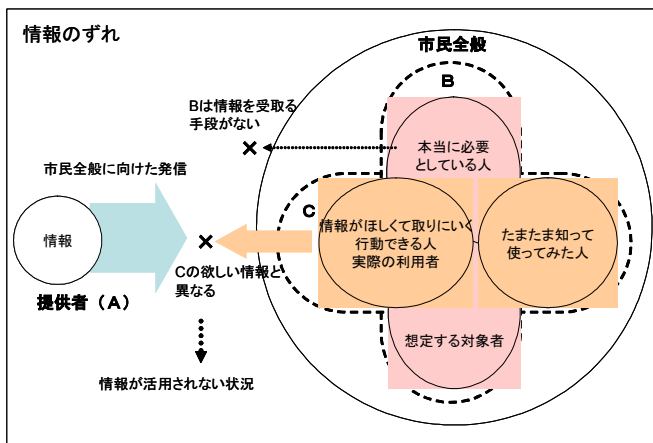 情報のずれ
市民全般
B
Bは情報を受取る
手段がない
本当に必要
としている人
市民全般に向けた発信
C
情報がほしくて取りにいく
行動できる人
実際の利用者
たまたま知って
使ってみた人
情報
Cの欲しい情報と
異なる
提供者（A）
想定する対象者
情報が活用されない状況